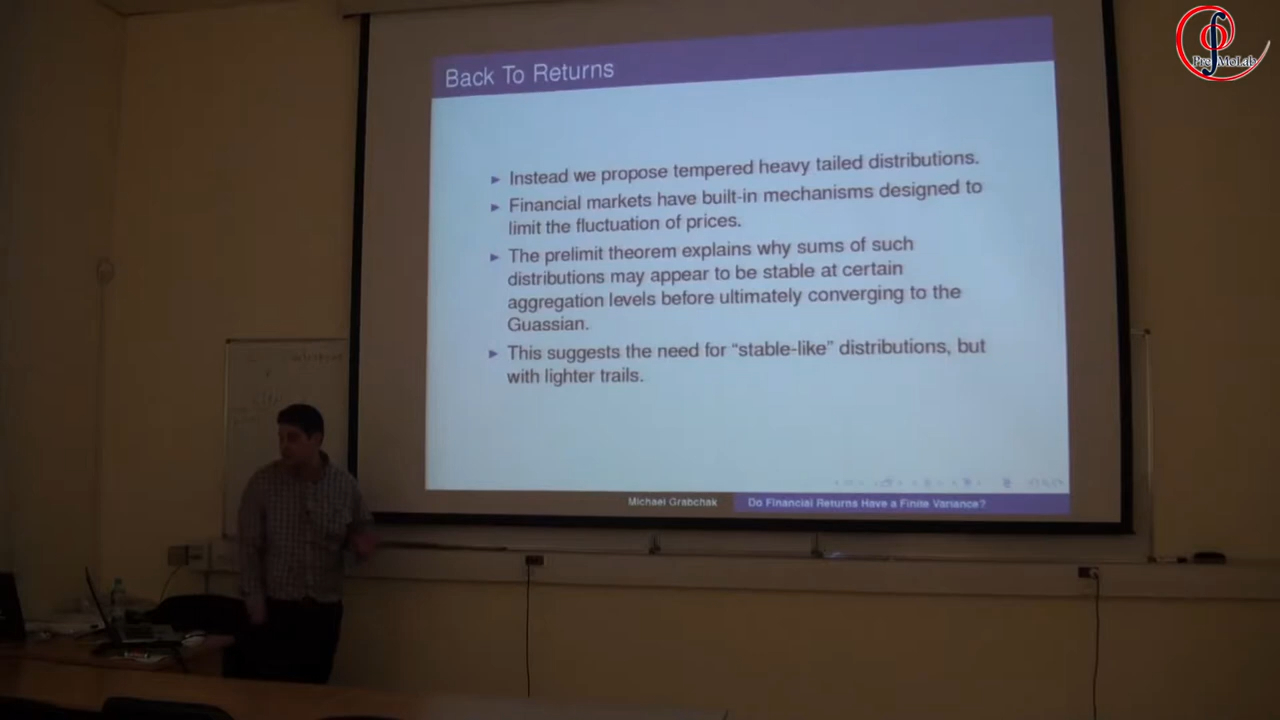 Back To Returns
Instead we propose tempered heavy tailed distributions.
Financial markets have built-in mechanisms designed to
limit the fluctuation of prices.
The prelimit theorem explains why sums of such
distributions may appear to be stable at certain
aggregation levels before ultimately converging to the
Guassian.
This suggests the need for “stable-like” distributions, but
with lighter trails.
Michael Grabchak Do Financial Returns Have a Finite Variance?
PreMoLab